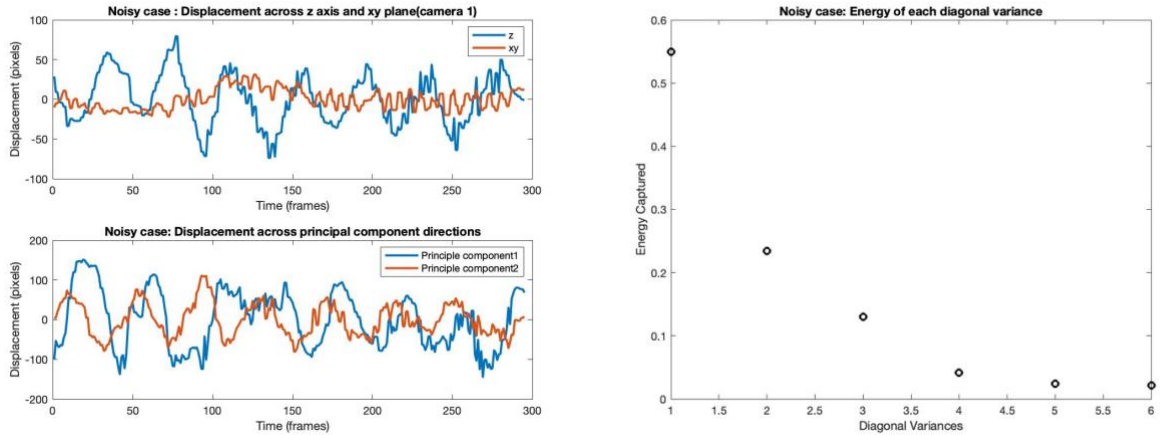 Noisy case : Displacement across z axis and xy plane(camera 1)
100
50
0
-50
-100
Displacement (pixels)
z
xy
0 50 100 150 200 250 300
Time (frames)
Noisy case: Displacement across principal component directions
200
100
0
-100
-200
Displacement (pixels)
Principle component1
Principle component2
0 50 100 150 200 250 300
Time (frames)
Noisy case: Energy of each diagonal variance
0.6
0.5
0.4
0.3
0.2
0.1
0
Energy Captured
1 1.5 2 2.5 3 3.5 4 4.5 5 5.5 6
Diagonal Variances